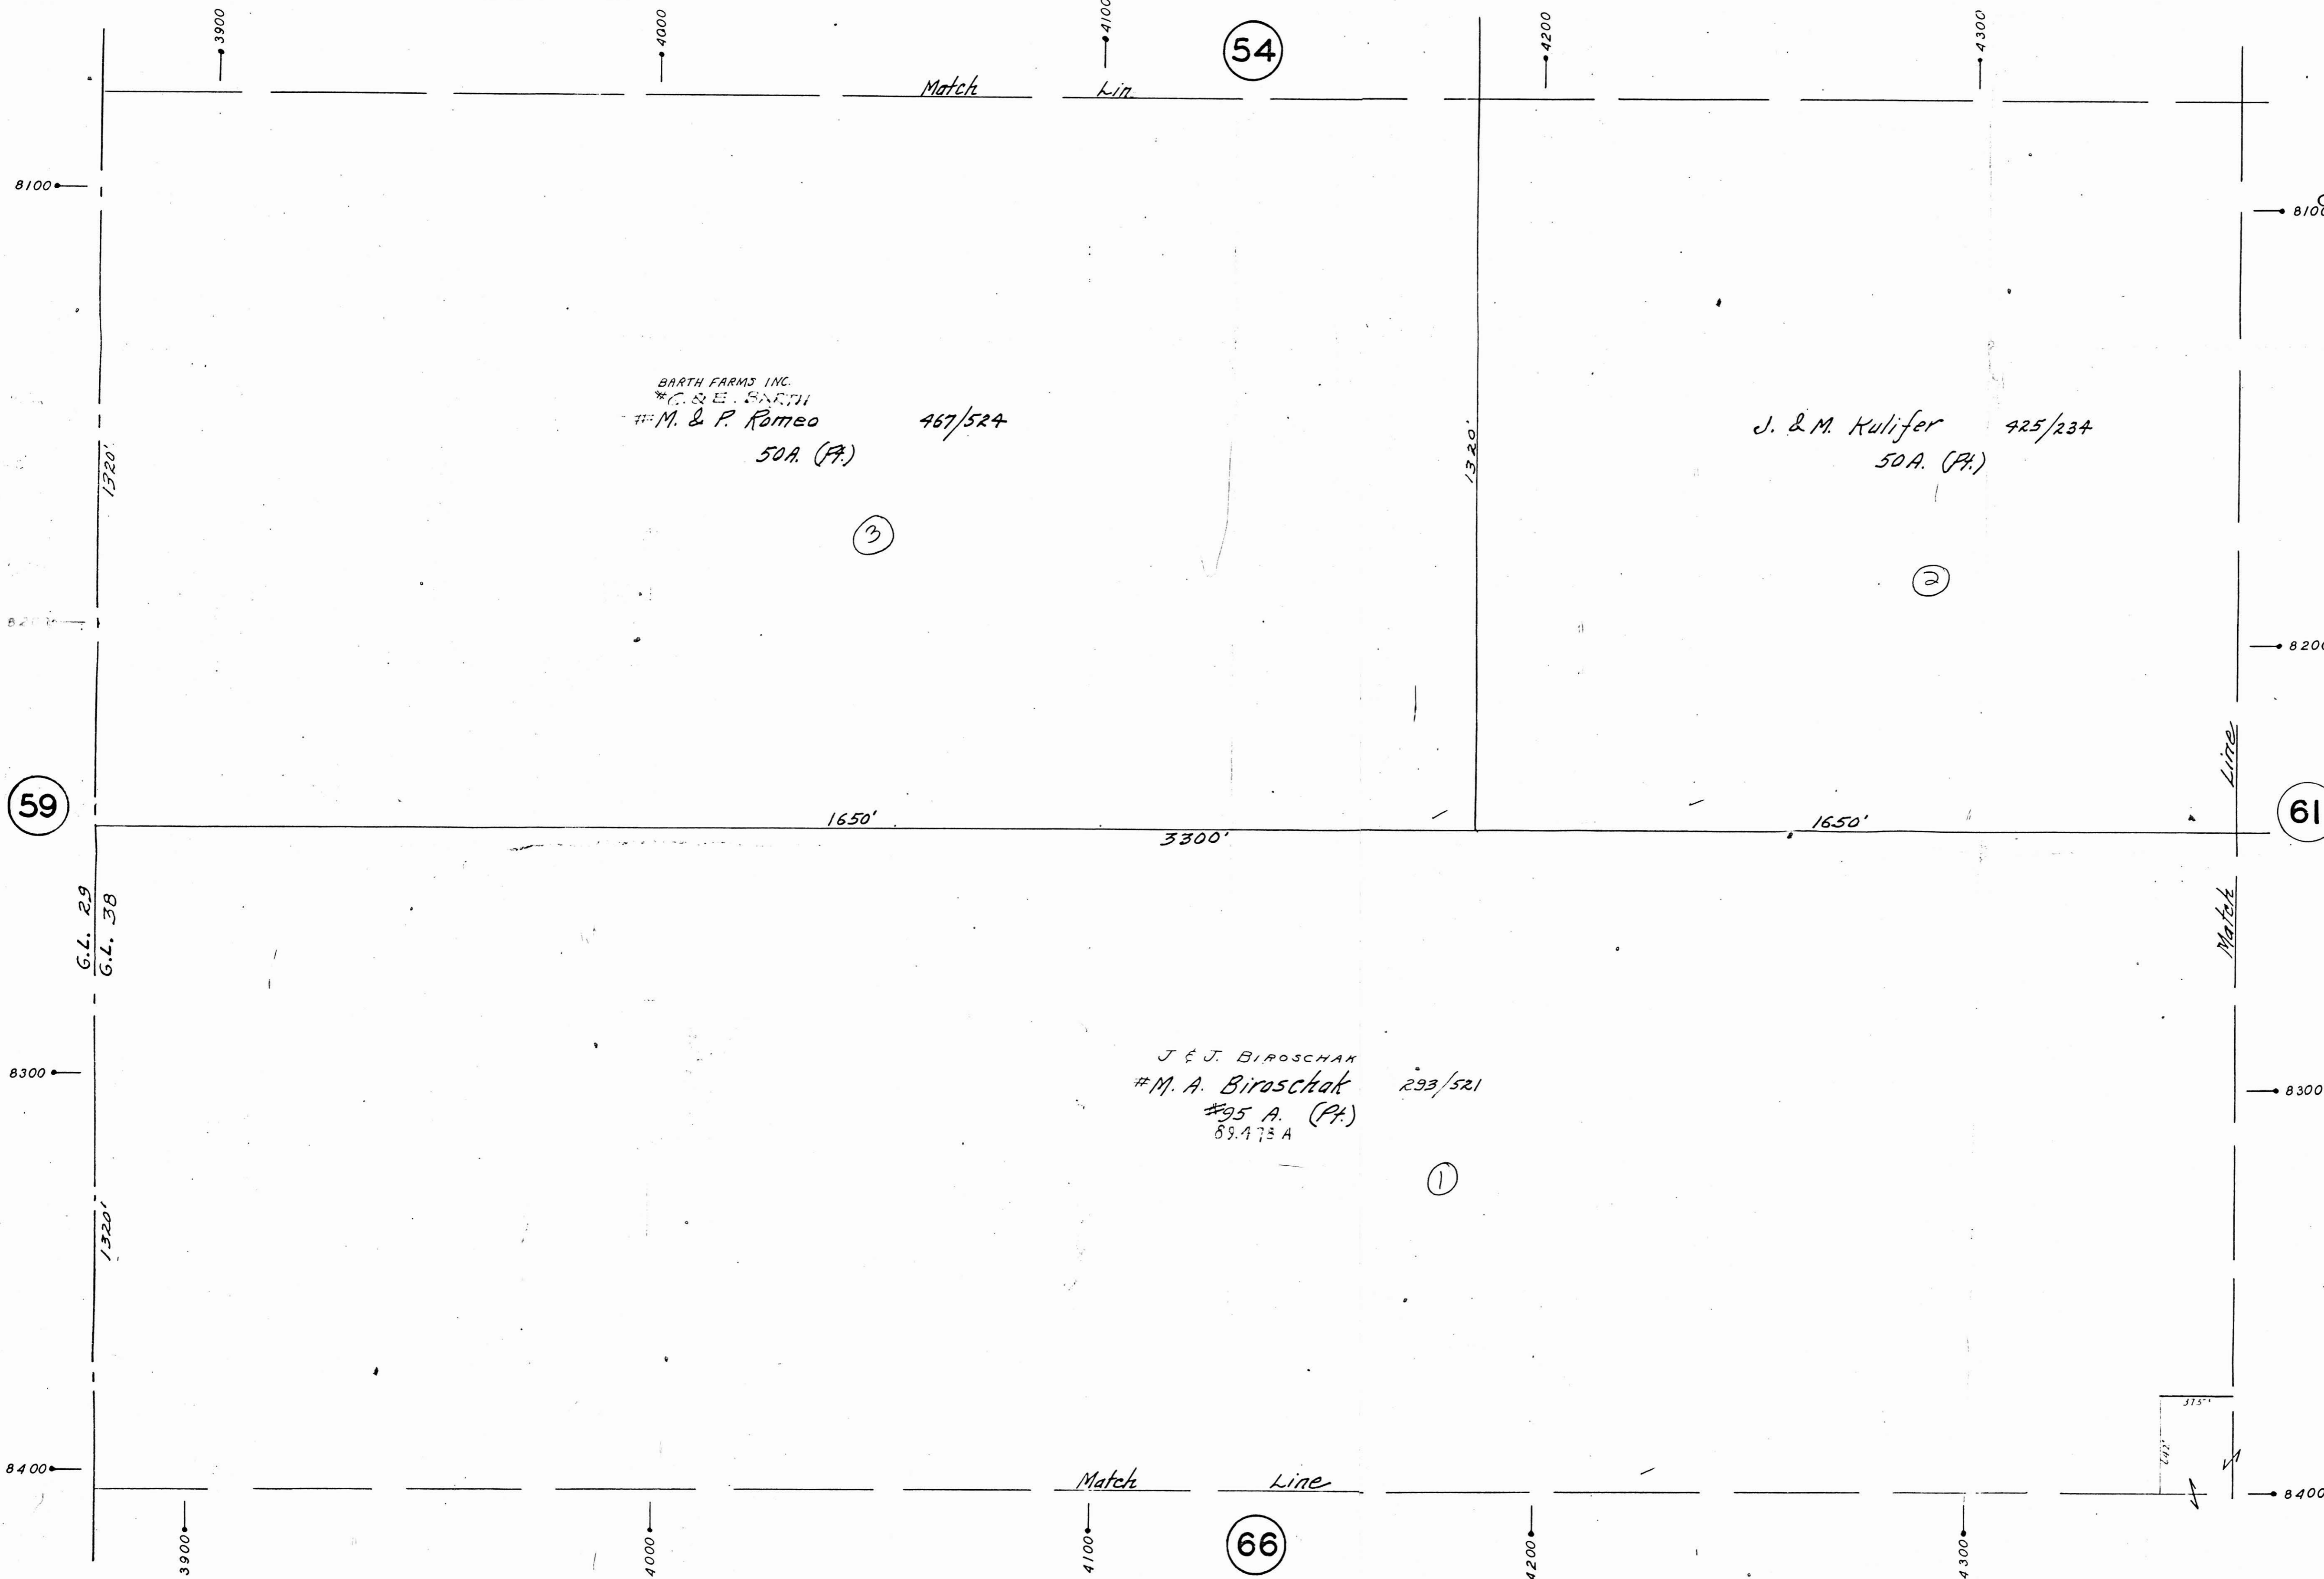 3900
4000
4100
54
4200
4300
Match Lin
8100
8100
BARTH FARMS INC.
#C. & E. BARTH
#M. & P. Romeo 467/524
50A. (Pt.)
3
1320'
1320'
J. & M. Kulifer 425/234
50A. (Pt.)
2
8200
59
61
1650'
3300'
1650'
Match Line
G.L. 29
G.L. 38
8300
8300
J & J. BIROSCHAK
#M. A. Biroschak 293/521
#95 A. (Pt.)
1
1320'
375'
8400
8400
Match Line
3900
4000
4100
66
4200
4300